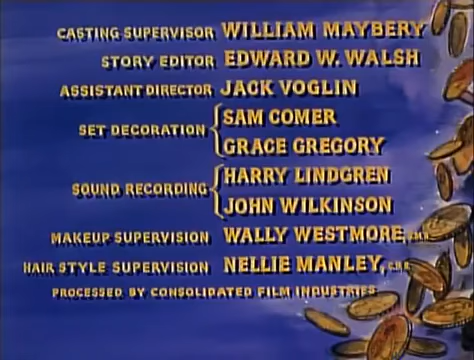 CASTING SUPERVISOR WILLIAM MAYBERY
STORY EDITOR EDWARD W. WALSH
ASSISTANT DIRECTOR JACK VOGLIN
SET DECORATION SAM COMER
GRACE GREGORY
SOUND RECORDING HARRY LINDGREN
JOHN WILKINSON
MAKEUP SUPERVISION WALLY WESTMORE,
HAIR STYLE SUPERVISION NELLIE MANLEY,
PROCESSED BY CONSOLIDATED FILM INDUSTRIES